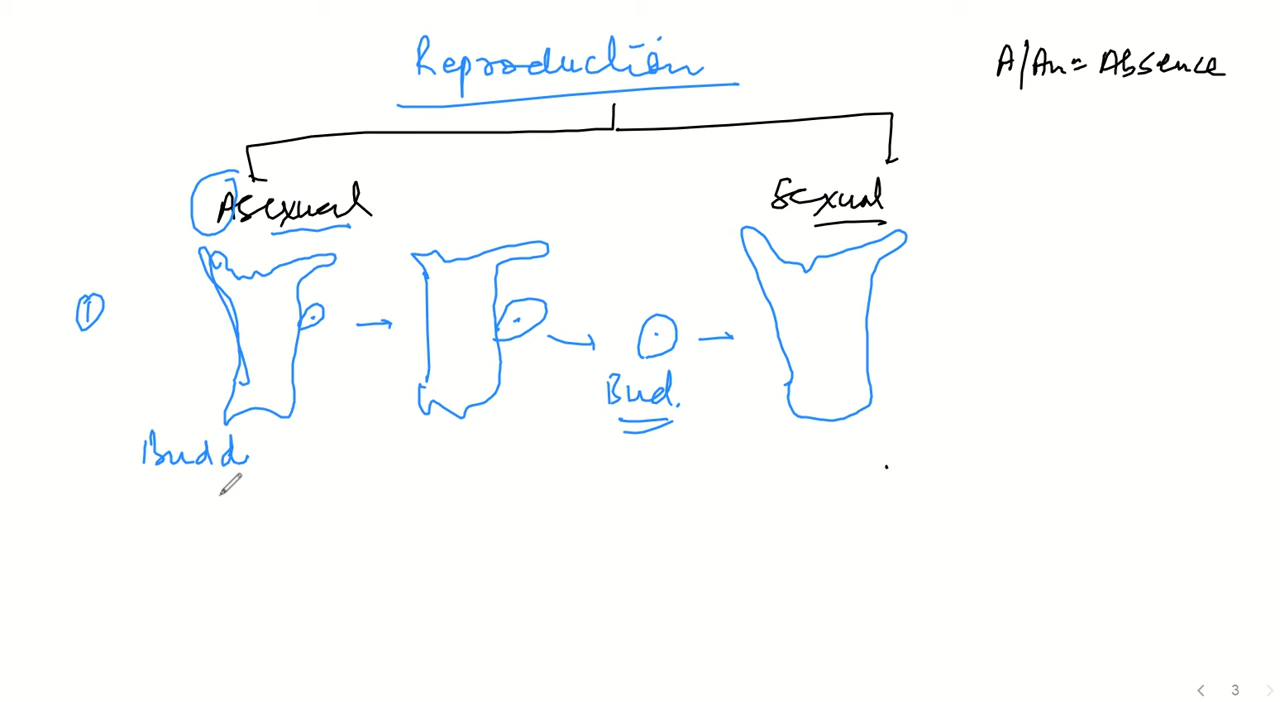 Reproduction
A/An = Absence
Asexual
Sexual
①
Bud.
Budd
3